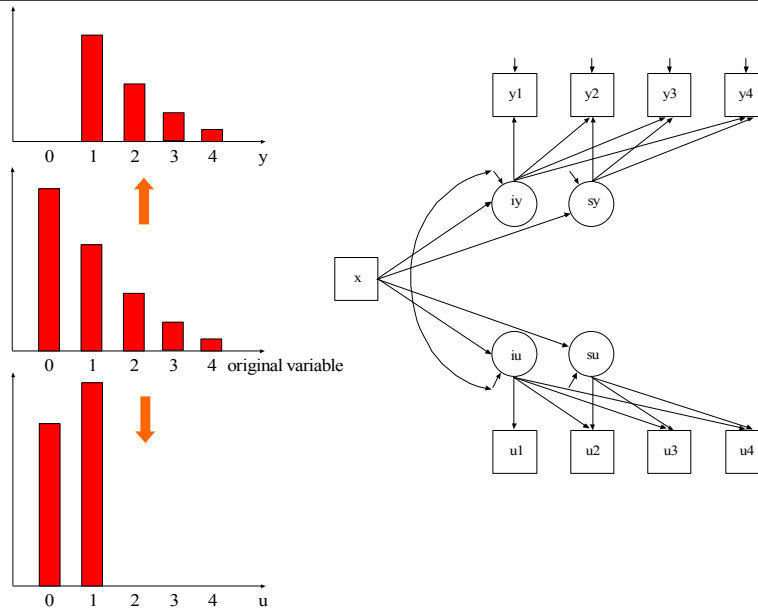 0 1 2 3 4 y
0 1 2 3 4 original variable
0 1 2 3 4 u
y1 y2 y3 y4
iy sy
x
iu su
u1 u2 u3 u4